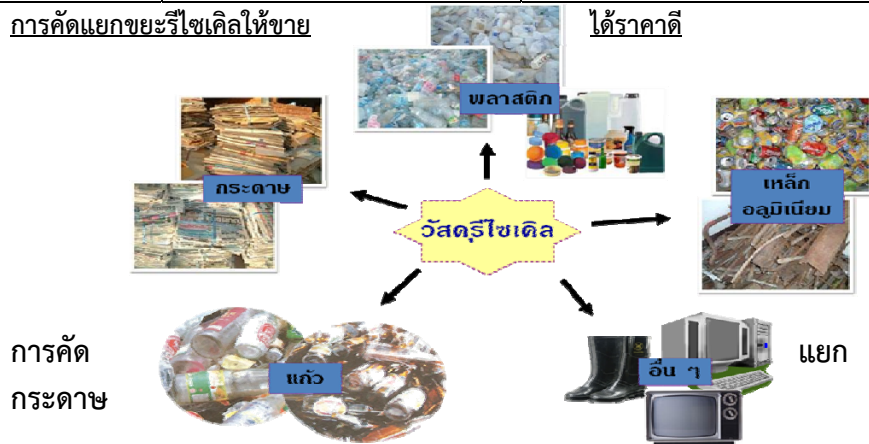 การคัดแยกขยะรีไซเคิลให้ขาย ได้ราคาดี
พลาสติก
กระดาษ
เหล็ก
อลูมิเนียม
วัสดุรีไซเคิล
แก้ว
อื่น ๆ
การคัด แยก
กระดาษ